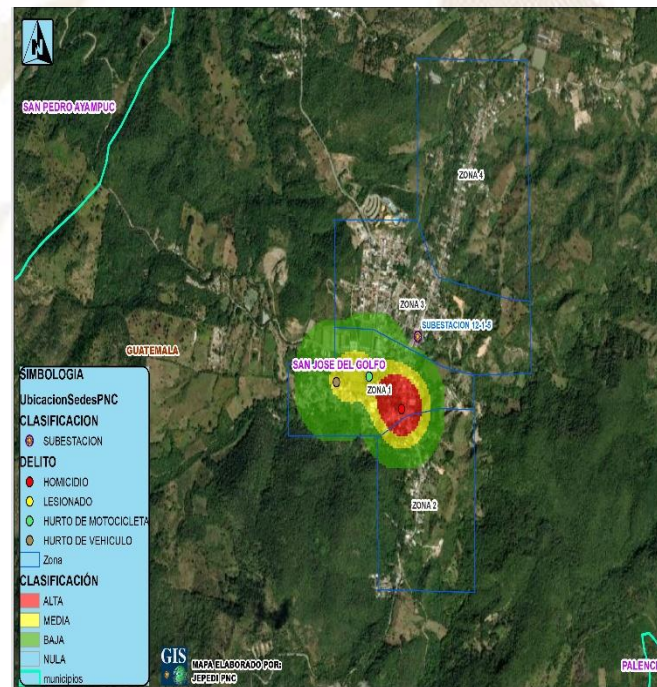 N
SAN PEDRO AYAMPUC
ZONA 4
ZONA 3
SUBESTACION 12-1-5
GUATEMALA
SAN JOSE DEL GOLFO
ZONA 1
ZONA 2
PALENCI
SIMBOLOGIA
UbicacionSedesPNC
CLASIFICACION
SUBESTACION
DELITO
HOMICIDIO
LESIONADO
HURTO DE MOTOCICLETA
HURTO DE VEHICULO
Zona
CLASIFICACIÓN
ALTA
MEDIA
BAJA
NULA
municipios
GIS
MAPA ELABORADO POR:
JEPEDI PNC